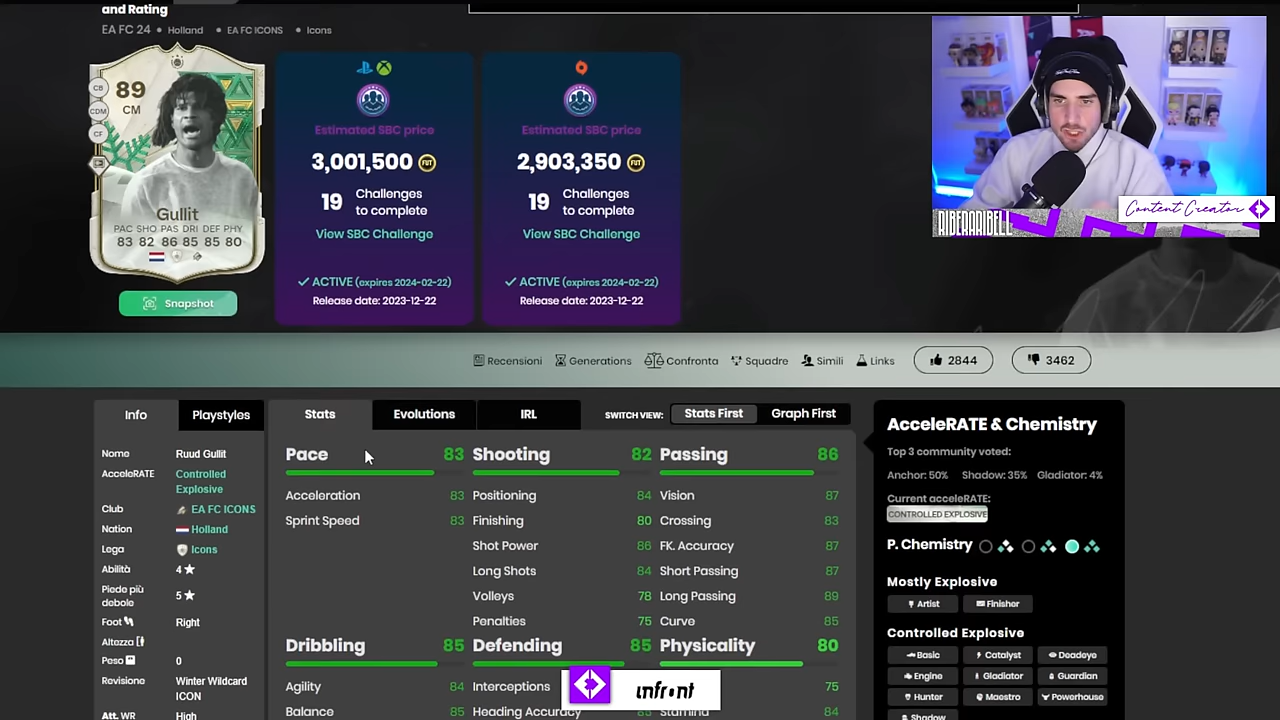 and Rating
EA FC 24 • Holland • EA FC ICONS • Icons
89
CM
CB
CDM
CF
Gullit
PAC SHO PAS DRI DEF PHY
83 82 86 85 85 80
Snapshot
Estimated SBC price
3,001,500 FUT
19 Challenges
to complete
View SBC Challenge
ACTIVE (expires 2024-02-22)
Release date: 2023-12-22
Estimated SBC price
2,903,350 FUT
19 Challenges
to complete
View SBC Challenge
ACTIVE (expires 2024-02-22)
Release date: 2023-12-22
Content Creator
Recensioni Generations Confronta Squadre Simili Links 2844 3462
Info Playstyles
Nome Ruud Gullit
AcceleRATE Controlled
Explosive
Club EA FC ICONS
Nation Holland
Lega Icons
Abilità 4★
Piede più
debole 5★
Foot Right
Altezza
Peso 0
Revisione Winter Wildcard
ICON
Att. WR High
Stats Evolutions IRL SWITCH VIEW: Stats First Graph First
Pace 83
Acceleration 83
Sprint Speed 83
Shooting 82
Positioning 84
Finishing 80
Shot Power 86
Long Shots 84
Volleys 78
Penalties 75
Passing 86
Vision 87
Crossing 83
FK. Accuracy 87
Short Passing 87
Long Passing 89
Curve 85
Dribbling 85
Agility 84
Balance 85
Defending 85
Interceptions
Heading Accuracy
Physicality 80
75
Stamina 84
unfront
AcceleRATE & Chemistry
Top 3 community voted:
Anchor: 50% Shadow: 35% Gladiator: 4%
Current acceleRATE:
CONTROLLED EXPLOSIVE
P. Chemistry
Mostly Explosive
Artist Finisher
Controlled Explosive
Basic Catalyst Deadeye
Engine Gladiator Guardian
Hunter Maestro Powerhouse
Shadow